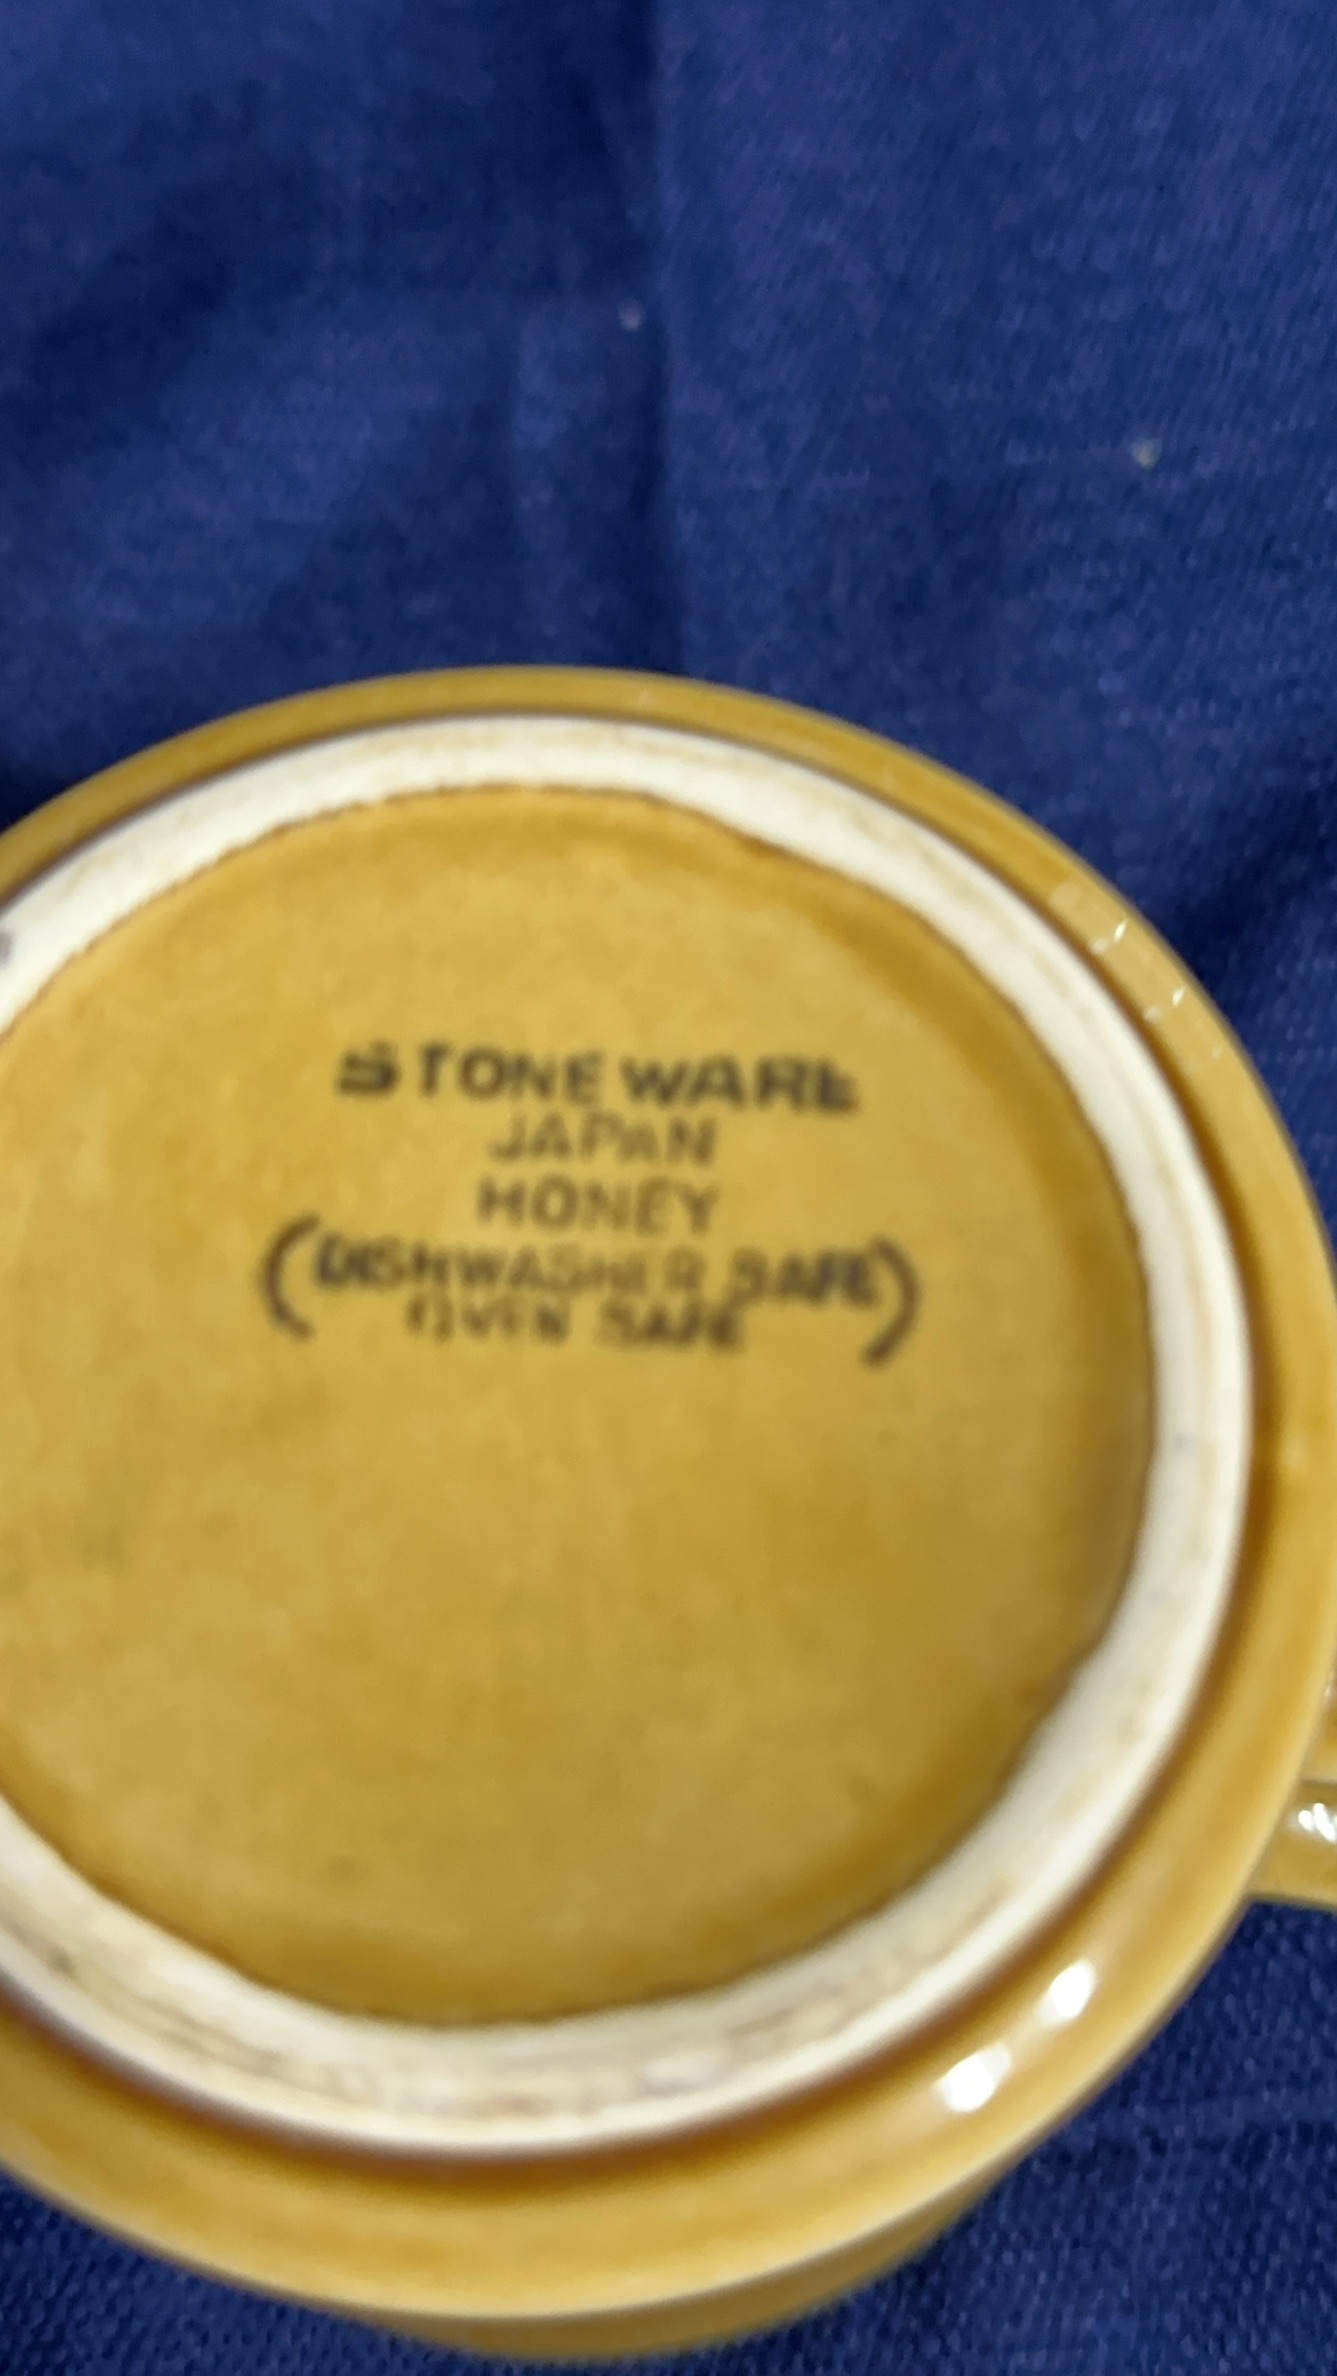 STONEWARE
JAPAN
HONEY
(DISHWASHER SAFE)
OVEN SAFE